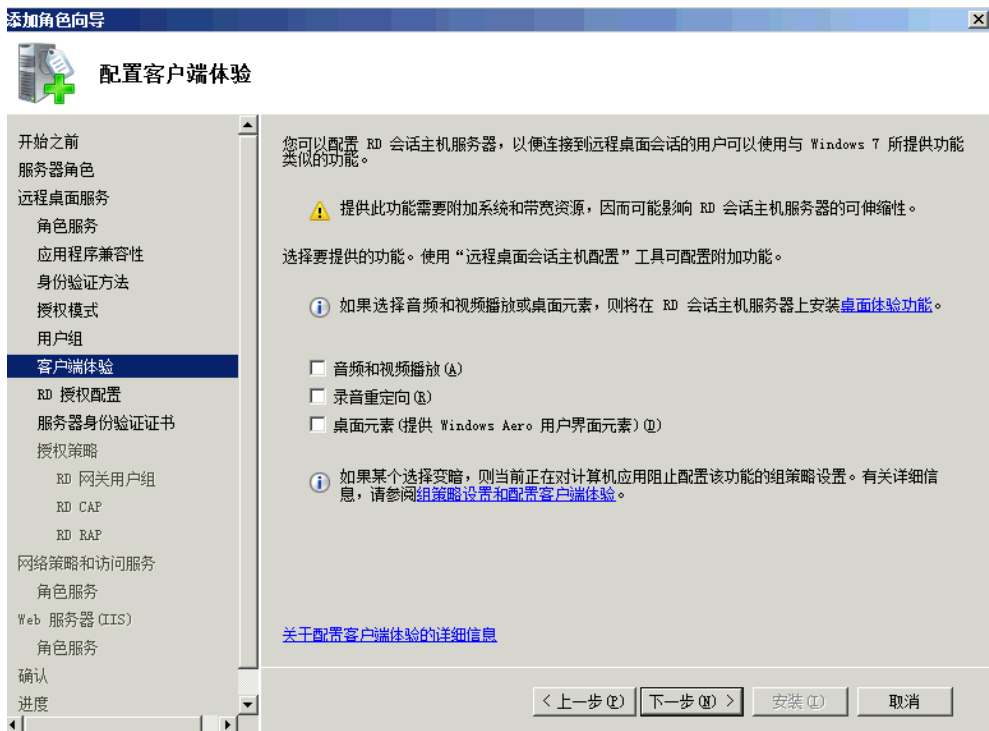 添加角色向导
配置客户端体验
开始之前
服务器角色
远程桌面服务
角色服务
应用程序兼容性
身份验证方法
授权模式
用户组
客户端体验
RD 授权配置
服务器身份验证证书
授权策略
RD 网关用户组
RD CAP
RD RAP
网络策略和访问服务
角色服务
Web 服务器(IIS)
角色服务
确认
进度
您可以配置 RD 会话主机服务器，以便连接到远程桌面会话的用户可以使用与 Windows 7 所提供功能
类似的功能。
提供此功能需要附加系统和带宽资源，因而可能影响 RD 会话主机服务器的可伸缩性。
选择要提供的功能。使用“远程桌面会话主机配置”工具可配置附加功能。
如果选择音频和视频播放或桌面元素，则将在 RD 会话主机服务器上安装桌面体验功能。
音频和视频播放(A)
录音重定向(R)
桌面元素(提供 Windows Aero 用户界面元素)(D)
如果某个选择变暗，则当前正在对计算机应用阻止配置该功能的组策略设置。有关详细信
息，请参阅组策略设置和配置客户端体验。
关于配置客户端体验的详细信息
< 上一步(P)
下一步(N) >
安装(I)
取消